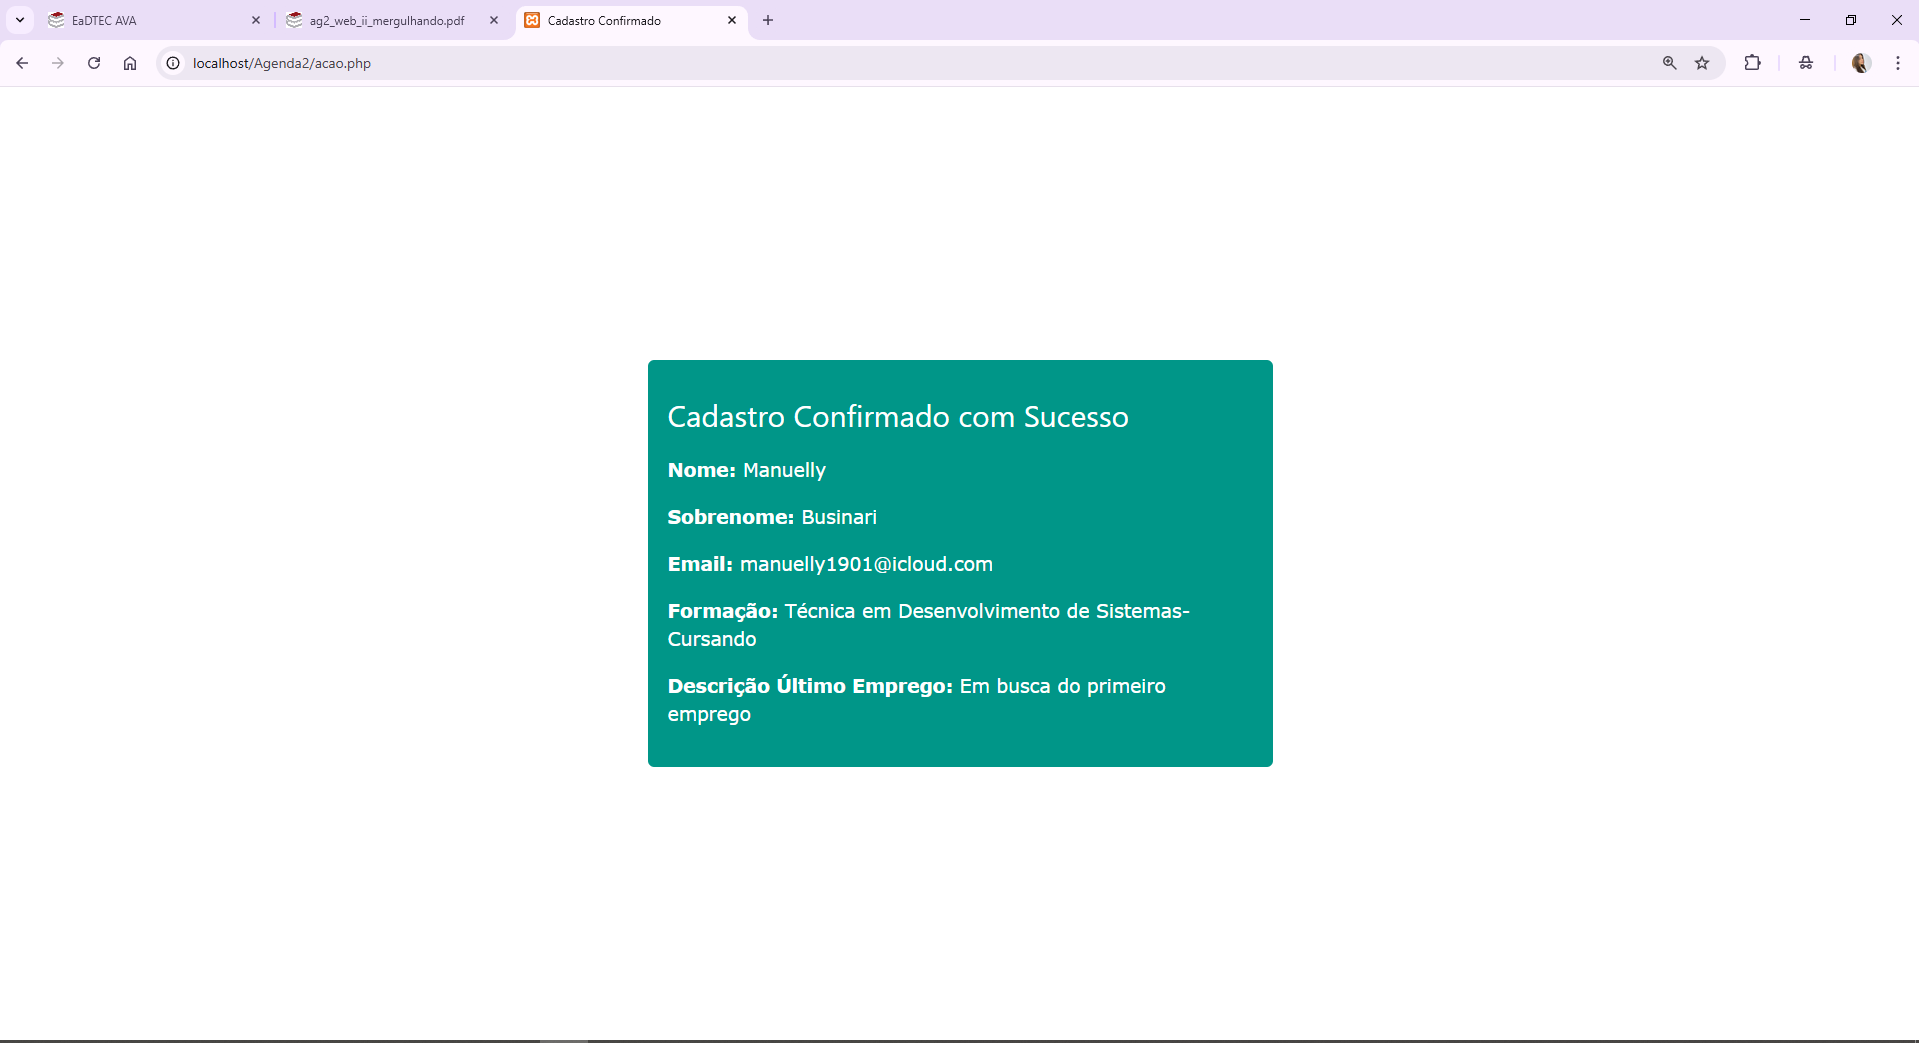 EaDTEC AVA
ag2_web_ii_mergulhando.pdf
Cadastro Confirmado
localhost/Agenda2/acao.php
Cadastro Confirmado com Sucesso
Nome: Manuelly
Sobrenome: Businari
Email: manuelly1901@icloud.com
Formação: Técnica em Desenvolvimento de Sistemas-
Cursando
Descrição Último Emprego: Em busca do primeiro
emprego